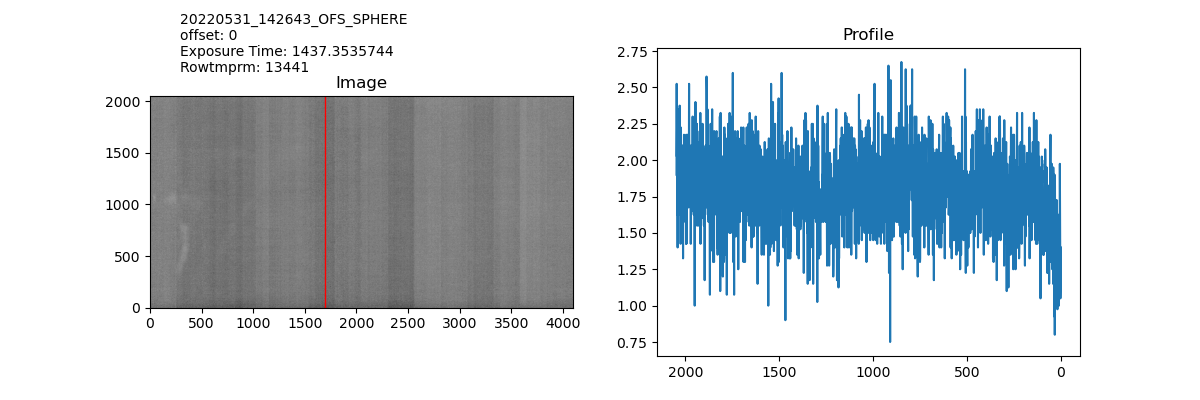 20220531_142643_OFS_SPHERE
offset: 0
Exposure Time: 1437.3535744
Rowtmprm: 13441
Image
2000
1500
1000
500
0
0 500 1000 1500 2000 2500 3000 3500 4000
Profile
2.75
2.50
2.25
2.00
1.75
1.50
1.25
1.00
0.75
2000 1500 1000 500 0